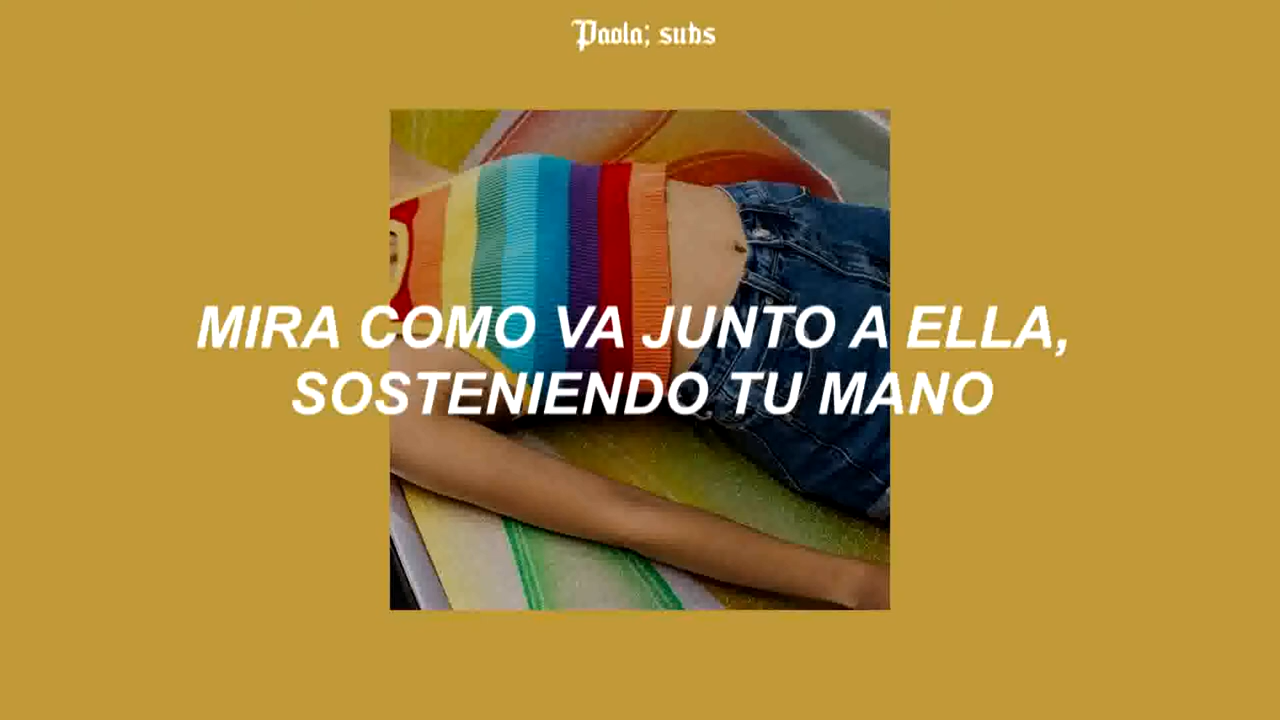 Paola; subs
MIRA COMO VA JUNTO A ELLA,
SOSTENIENDO TU MANO